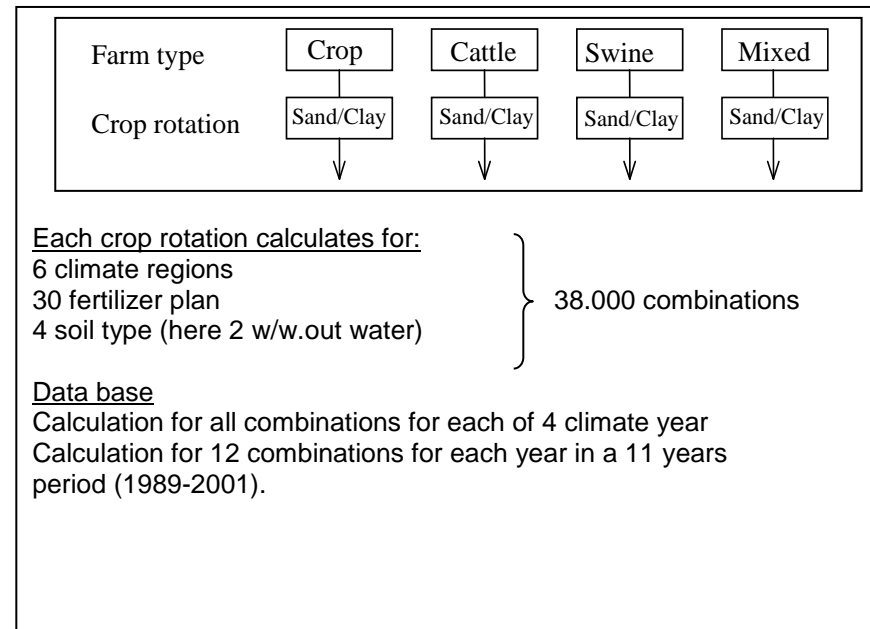 Farm type Crop Cattle Swine Mixed
Crop rotation Sand/Clay Sand/Clay Sand/Clay Sand/Clay
Each crop rotation calculates for:
6 climate regions
30 fertilizer plan 38.000 combinations
4 soil type (here 2 w/w.out water)
Data base
Calculation for all combinations for each of 4 climate year
Calculation for 12 combinations for each year in a 11 years
period (1989-2001).